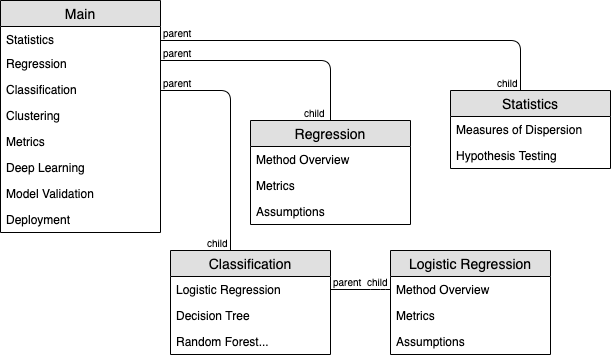 Main
Statistics
Regression
Classification
Clustering
Metrics
Deep Learning
Model Validation
Deployment
parent
parent
parent
child
child
child
Statistics
Measures of Dispersion
Hypothesis Testing
Regression
Method Overview
Metrics
Assumptions
Classification
Logistic Regression
Decision Tree
Random Forest...
parent child
Logistic Regression
Method Overview
Metrics
Assumptions